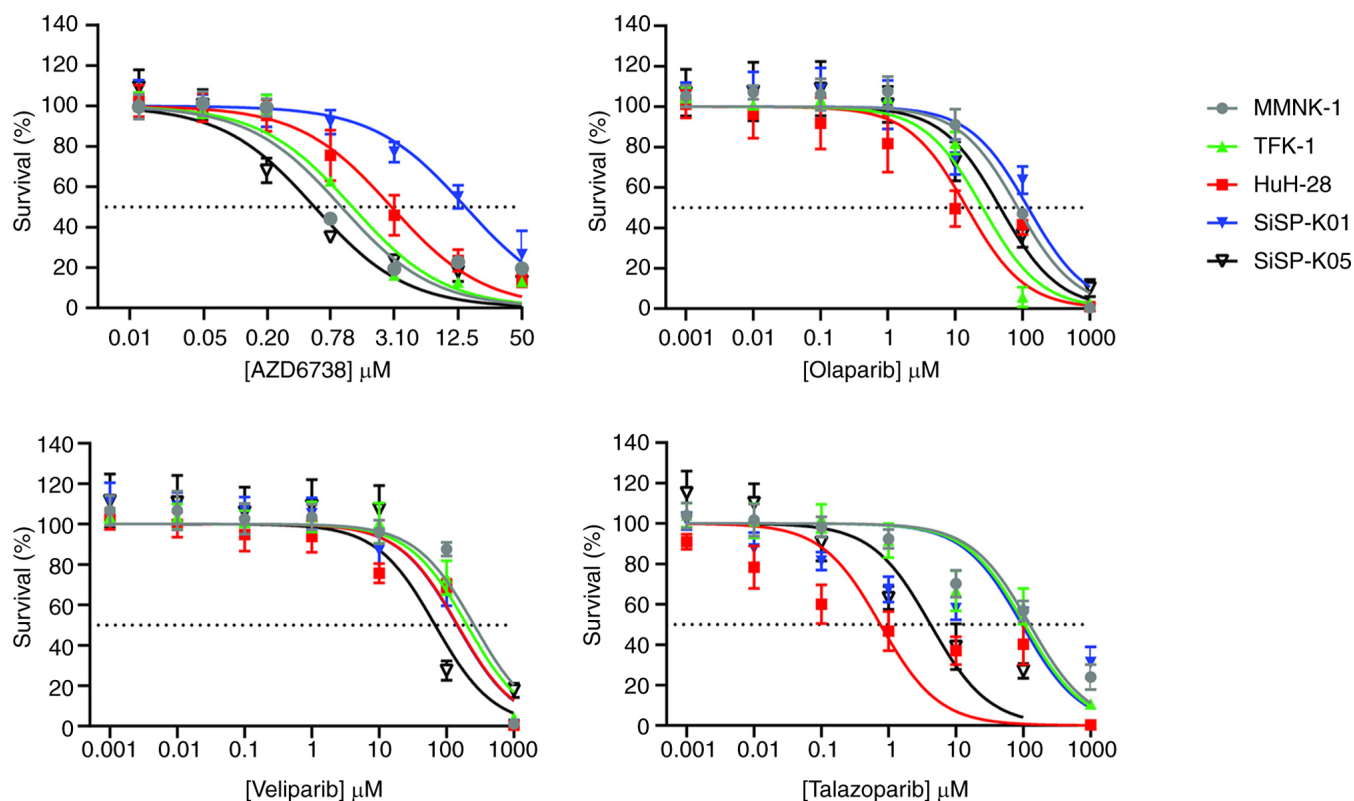 140
120
100
80
60
40
20
0
Survival (%)
0.01 0.05 0.20 0.78 3.10 12.5 50
[AZD6738] μM
140
120
100
80
60
40
20
0
Survival (%)
0.001 0.01 0.1 1 10 100 1000
[Olaparib] μM
MMNK-1
TFK-1
HuH-28
SiSP-K01
SiSP-K05
140
120
100
80
60
40
20
0
Survival (%)
0.001 0.01 0.1 1 10 100 1000
[Veliparib] μM
140
120
100
80
60
40
20
0
Survival (%)
0.001 0.01 0.1 1 10 100 1000
[Talazoparib] μM